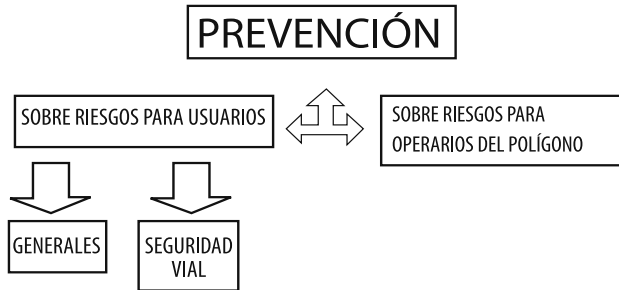 PREVENCIÓN
SOBRE RIESGOS PARA USUARIOS
SOBRE RIESGOS PARA
OPERARIOS DEL POLÍGONO
GENERALES
SEGURIDAD
VIAL